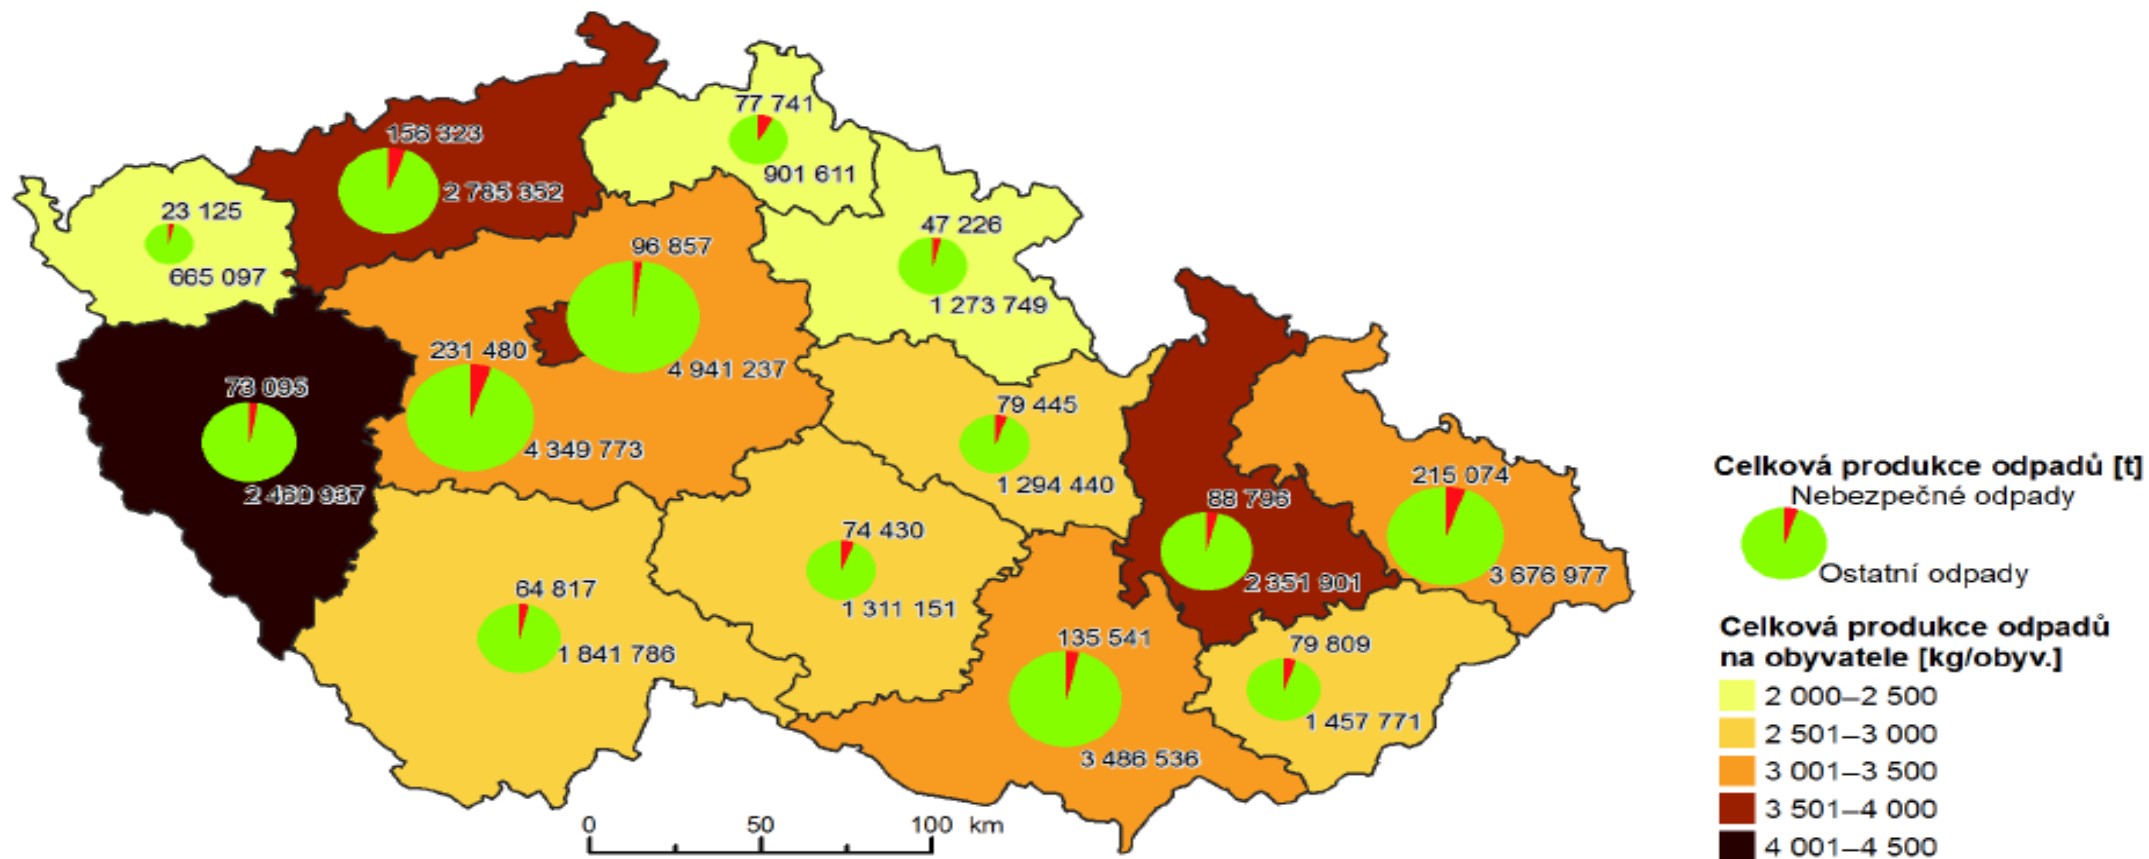 77 741
156 323
901 611
2 785 352
23 125
47 226
96 857
665 097
1 273 749
231 480
4 941 237
73 095
79 445
4 349 773
2 460 937
1 294 440
215 074
88 796
74 430
3 676 977
2 351 901
64 817
1 311 151
135 541
79 809
1 841 786
1 457 771
3 486 536
0 50 100 km
Celková produkce odpadů [t]
Nebezpečné odpady
Ostatní odpady
Celková produkce odpadů
na obyvatele [kg/obyv.]
2 000–2 500
2 501–3 000
3 001–3 500
3 501–4 000
4 001–4 500